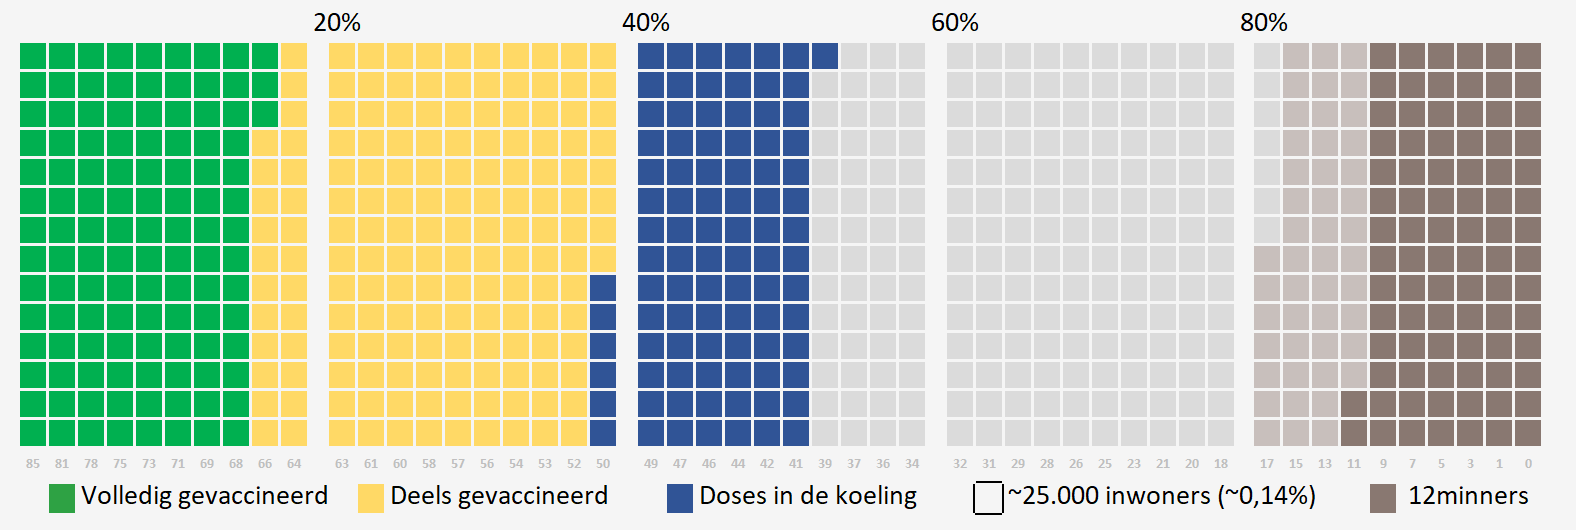 20% 40% 60% 80%
85 81 78 75 73 71 69 68 66 64 63 61 60 58 57 56 54 53 52 50 49 47 46 44 42 41 39 37 36 34 32 31 29 28 26 25 23 21 20 18 17 15 13 11 9 7 5 3 1 0
Volledig gevaccineerd Deels gevaccineerd Doses in de koeling ~25.000 inwoners (~0,14%) 12minners